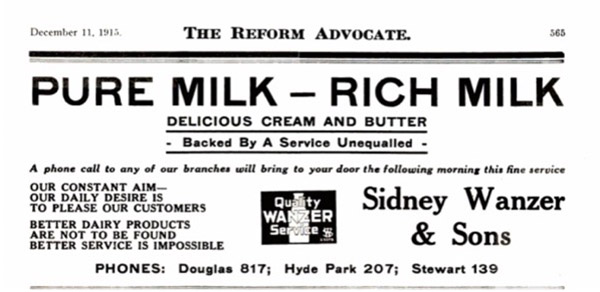 December 11, 1915. THE REFORM ADVOCATE. 565
PURE MILK – RICH MILK
DELICIOUS CREAM AND BUTTER
- Backed By A Service Unequalled -
A phone call to any of our branches will bring to your door the following morning this fine service
OUR CONSTANT AIM—
OUR DAILY DESIRE IS
TO PLEASE OUR CUSTOMERS
BETTER DAIRY PRODUCTS
ARE NOT TO BE FOUND
BETTER SERVICE IS IMPOSSIBLE
Quality
WANZER
Service
Sidney Wanzer
& Sons
PHONES: Douglas 817; Hyde Park 207; Stewart 139